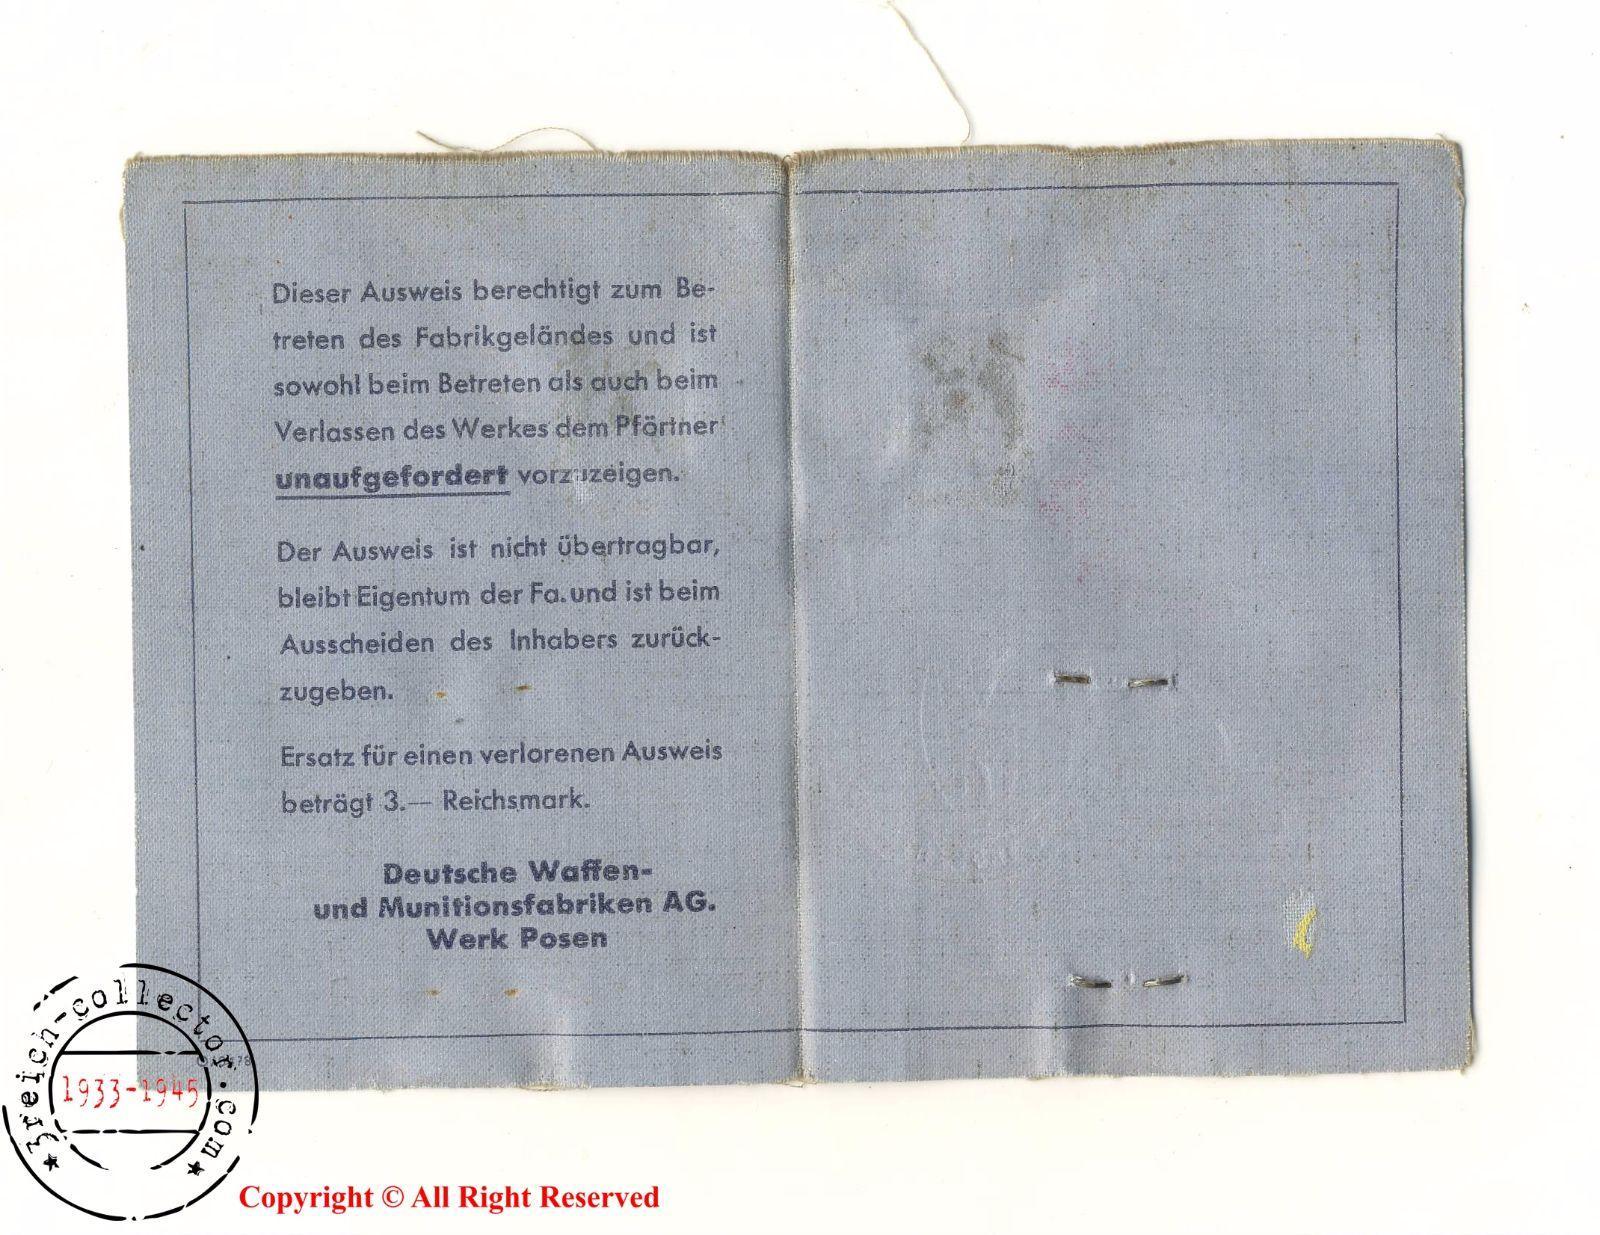 Dieser Ausweis berechtigt zum Be-
treten des Fabrikgeländes und ist
sowohl beim Betreten als auch beim
Verlassen des Werkes dem Pförtner
unaufgefordert vorzuzeigen.
Der Ausweis ist nicht übertragbar,
bleibt Eigentum der Fa. und ist beim
Ausscheiden des Inhabers zurück-
zugeben.
Ersatz für einen verlorenen Ausweis
beträgt 3.— Reichsmark.
Deutsche Waffen-
und Munitionsfabriken AG.
Werk Posen
3reich-collector.com
1933-1945
Copyright © All Right Reserved